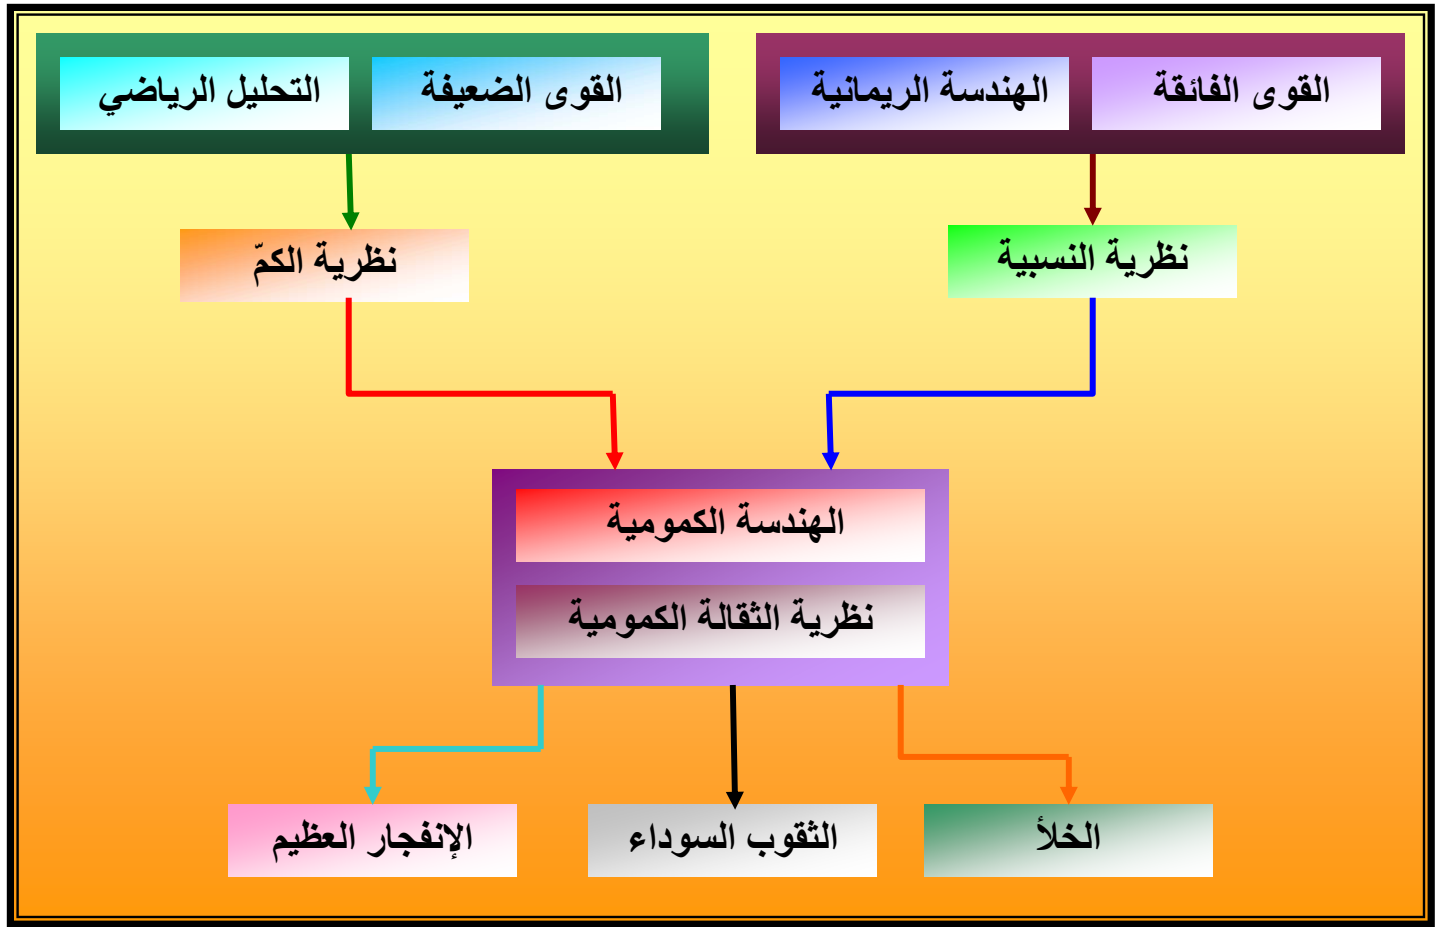 القوى الفائقة
الهندسة الريمانية
القوى الضعيفة
التحليل الرياضي
نظرية النسبية
نظرية الكمّ
الهندسة الكمومية
نظرية الثقالة الكمومية
الخلأ
الثقوب السوداء
الإنفجار العظيم